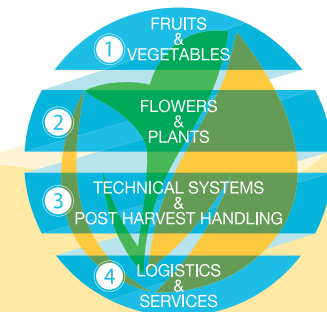 1
FRUITS
&
VEGETABLES
2
FLOWERS
&
PLANTS
3
TECHNICAL SYSTEMS
&
POST HARVEST HANDLING
4
LOGISTICS
&
SERVICES